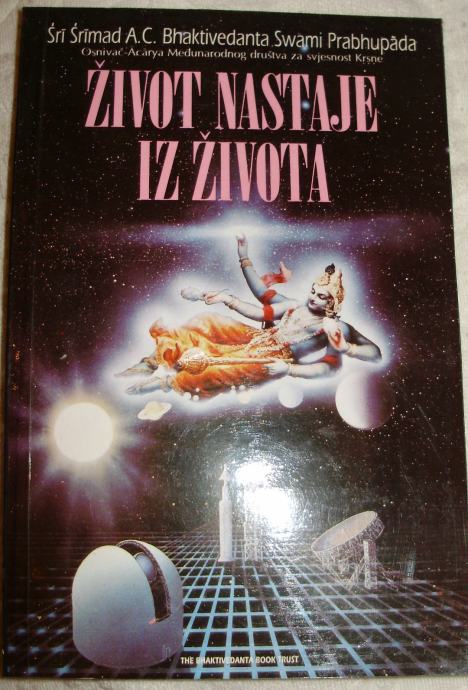 Śrī Śrīmad A.C. Bhaktivedanta Swami Prabhupāda
Osnivač-Ācārya Međunarodnog društva za svjesnost Kṛṣṇe
ŽIVOT NASTAJE
IZ ŽIVOTA
THE BHAKTIVEDANTA BOOK TRUST